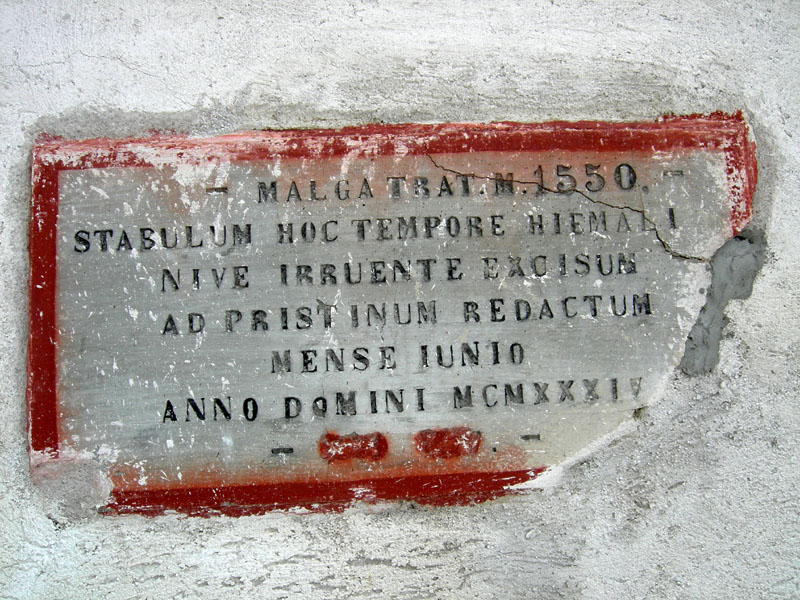 - MALGA TRAT. M. 1550. -
STABULUM HOC TEMPORE HIEMALI
NIVE IRRUENTE EXCISUM
AD PRISTINUM REDACTUM
MENSE IUNIO
ANNO DOMINI MCMXXXIV